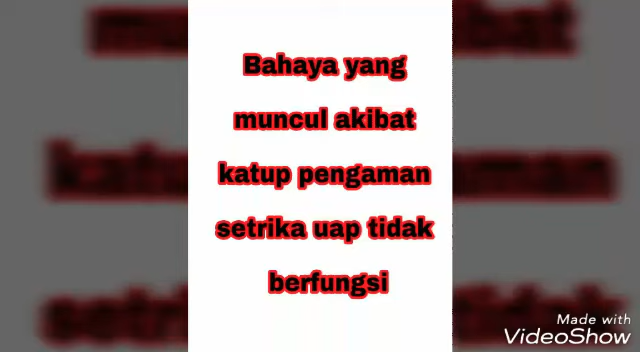 Bahaya yang
muncul akibat
katup pengaman
setrika uap tidak
berfungsi
Made with
VideoShow